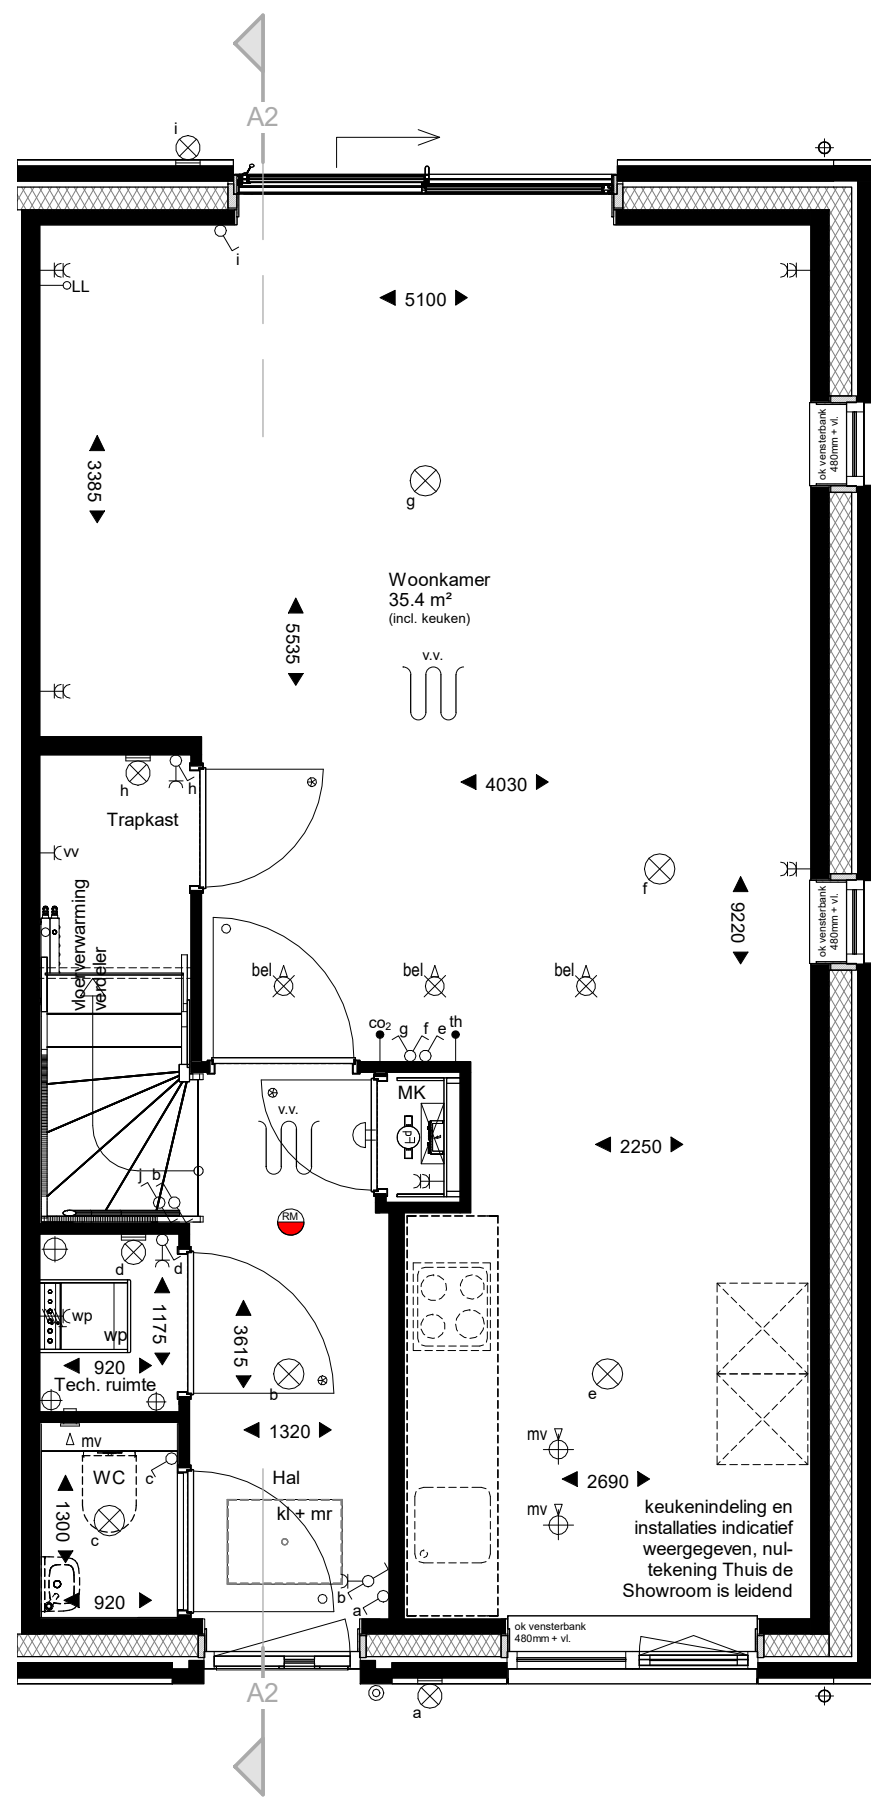 A2
i
i
LL
5100
ok vensterbank
480mm + vl.
3385
g
Woonkamer
35.4 m²
(incl. keuken)
5535
v.v.
h
h
4030
Trapkast
vv
f
ok vensterbank
480mm + vl.
vloerverwarming
verdeler
9220
bel
bel
bel
co2
g
f
e
th
MK
v.v.
2250
j
b
RM
d
d
wp
wp
1175
3615
920
Tech. ruimte
b
e
1320
mv
mv
WC
c
Hal
2690
kl + mr
keukenindeling en
installaties indicatief
weergegeven, nul-
tekening Thuis de
Showroom is leidend
1300
c
mv
920
b
a
ok vensterbank
480mm + vl.
A2
a